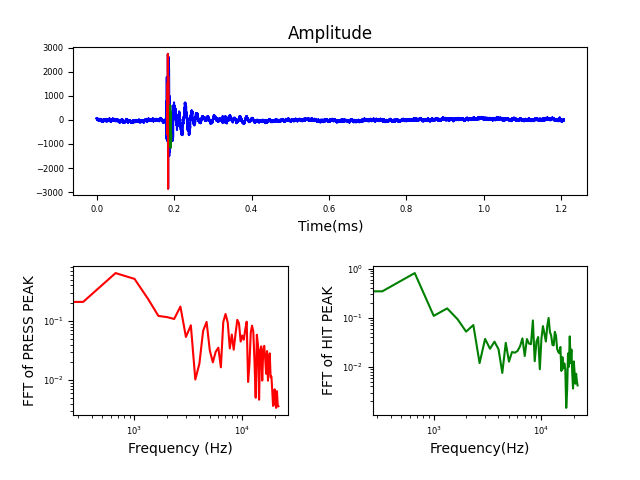 Amplitude
3000
2000
1000
0
−1000
−2000
−3000
0.0 0.2 0.4 0.6 0.8 1.0 1.2
Time(ms)
FFT of PRESS PEAK
10⁻¹
10⁻²
10³ 10⁴
Frequency (Hz)
FFT of HIT PEAK
10⁰
10⁻¹
10⁻²
10³ 10⁴
Frequency(Hz)